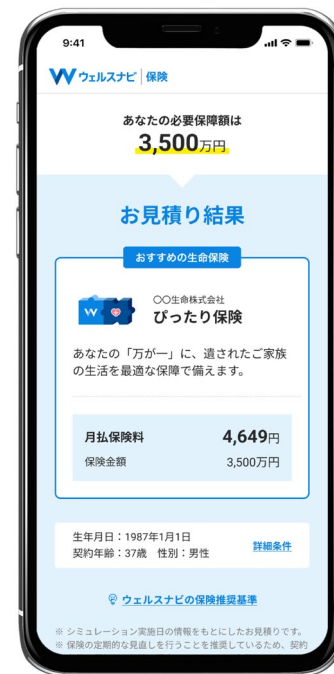 9:41
W ウェルスナビ | 保険
あなたの必要保障額は
3,500万円
お見積り結果
おすすめの生命保険
W
〇〇生命株式会社
ぴったり保険
あなたの「万が一」に、遺されたご家族
の生活を最適な保障で備えます。
月払保険料 4,649円
保険金額 3,500万円
生年月日：1987年1月1日
契約年齢：37歳 性別：男性
詳細条件
ウェルスナビの保険推奨基準
※ シミュレーション実施日の情報をもとにしたお見積りです。
※ 保険の定期的な見直しを行うことを推奨しているため、契約